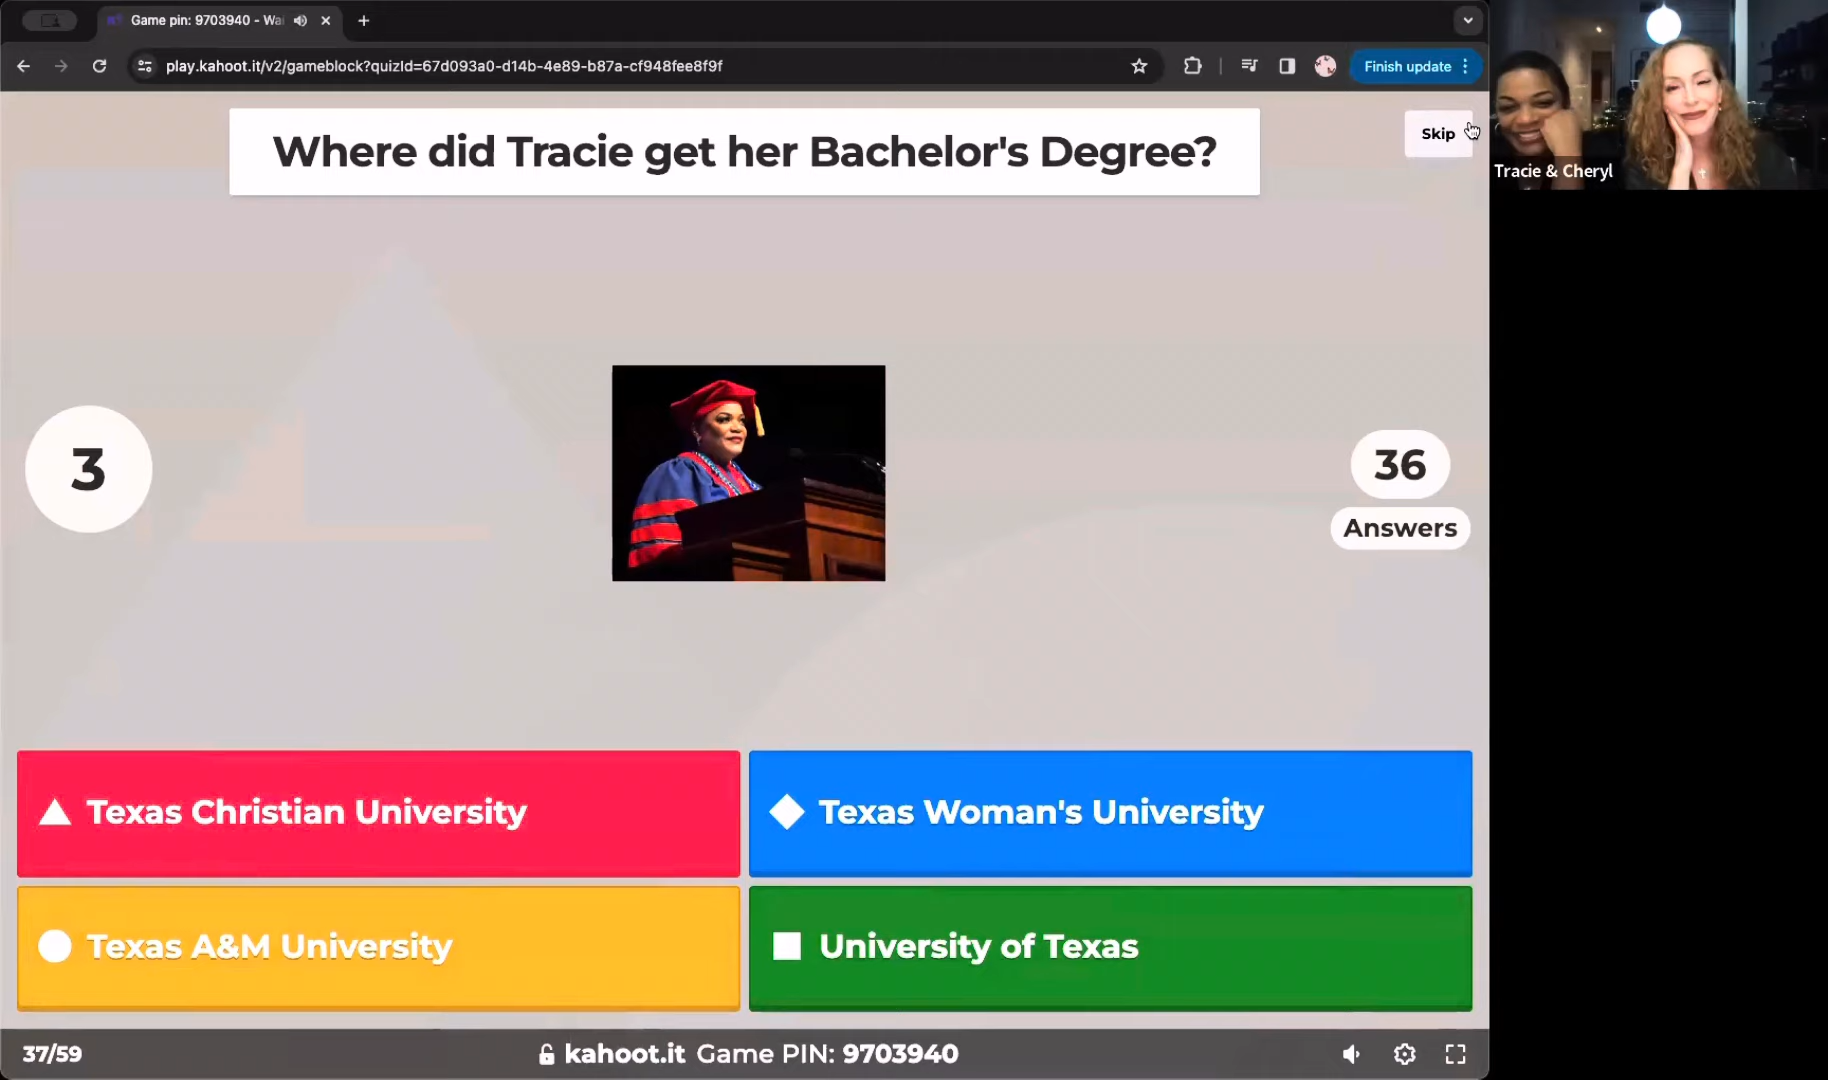 Game pin: 9703940 - Wai
play.kahoot.it/v2/gameblock?quizId=67d093a0-d14b-4e89-b87a-cf948fee8f9f
Finish update
Where did Tracie get her Bachelor's Degree?
Skip
Tracie & Cheryl
3
36
Answers
Texas Christian University
Texas Woman's University
Texas A&M University
University of Texas
37/59
kahoot.it Game PIN: 9703940